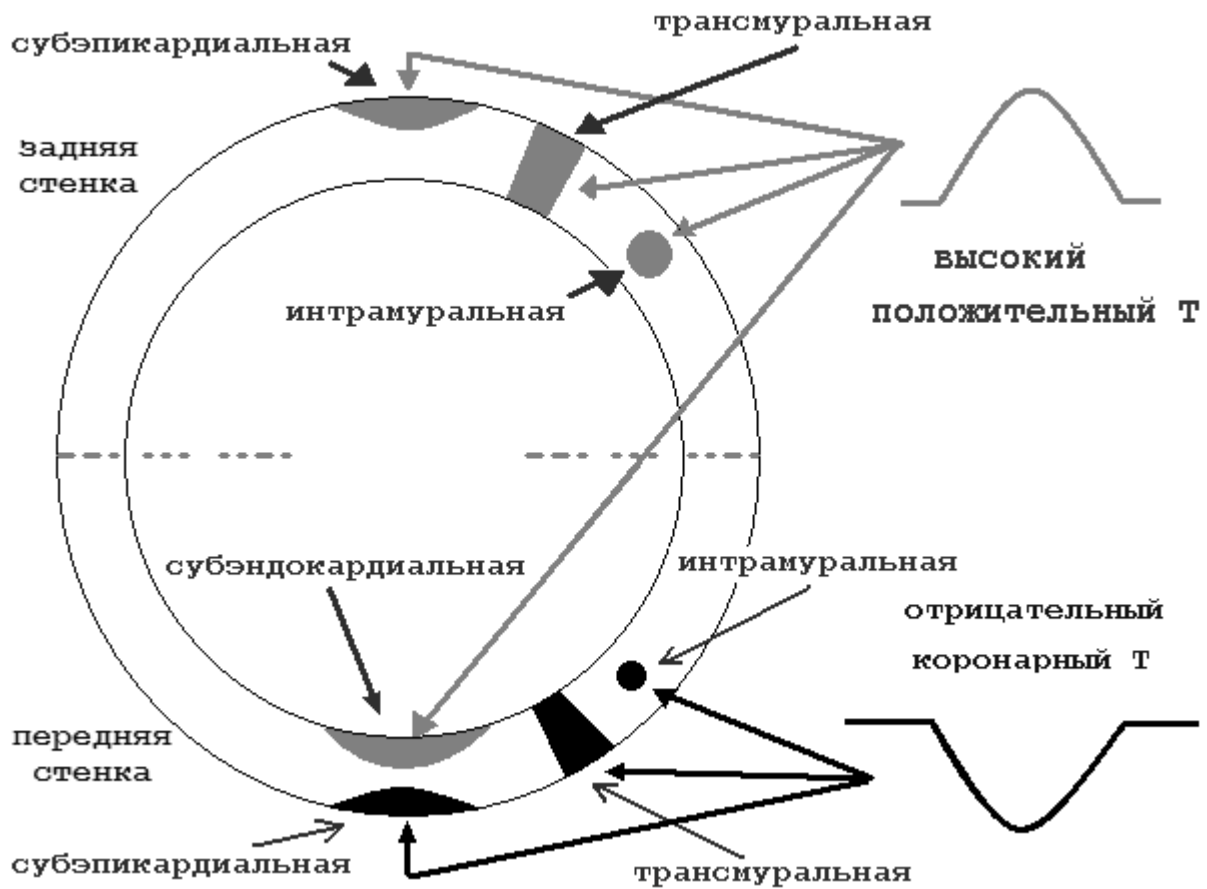 трансмуральная
субэпикардиальная
задняя
стенка
высокий
интрамуральная
положительный Т
субэндокардиальная
интрамуральная
отрицательный
коронарный Т
передняя
стенка
субэпикардиальная
трансмуральная